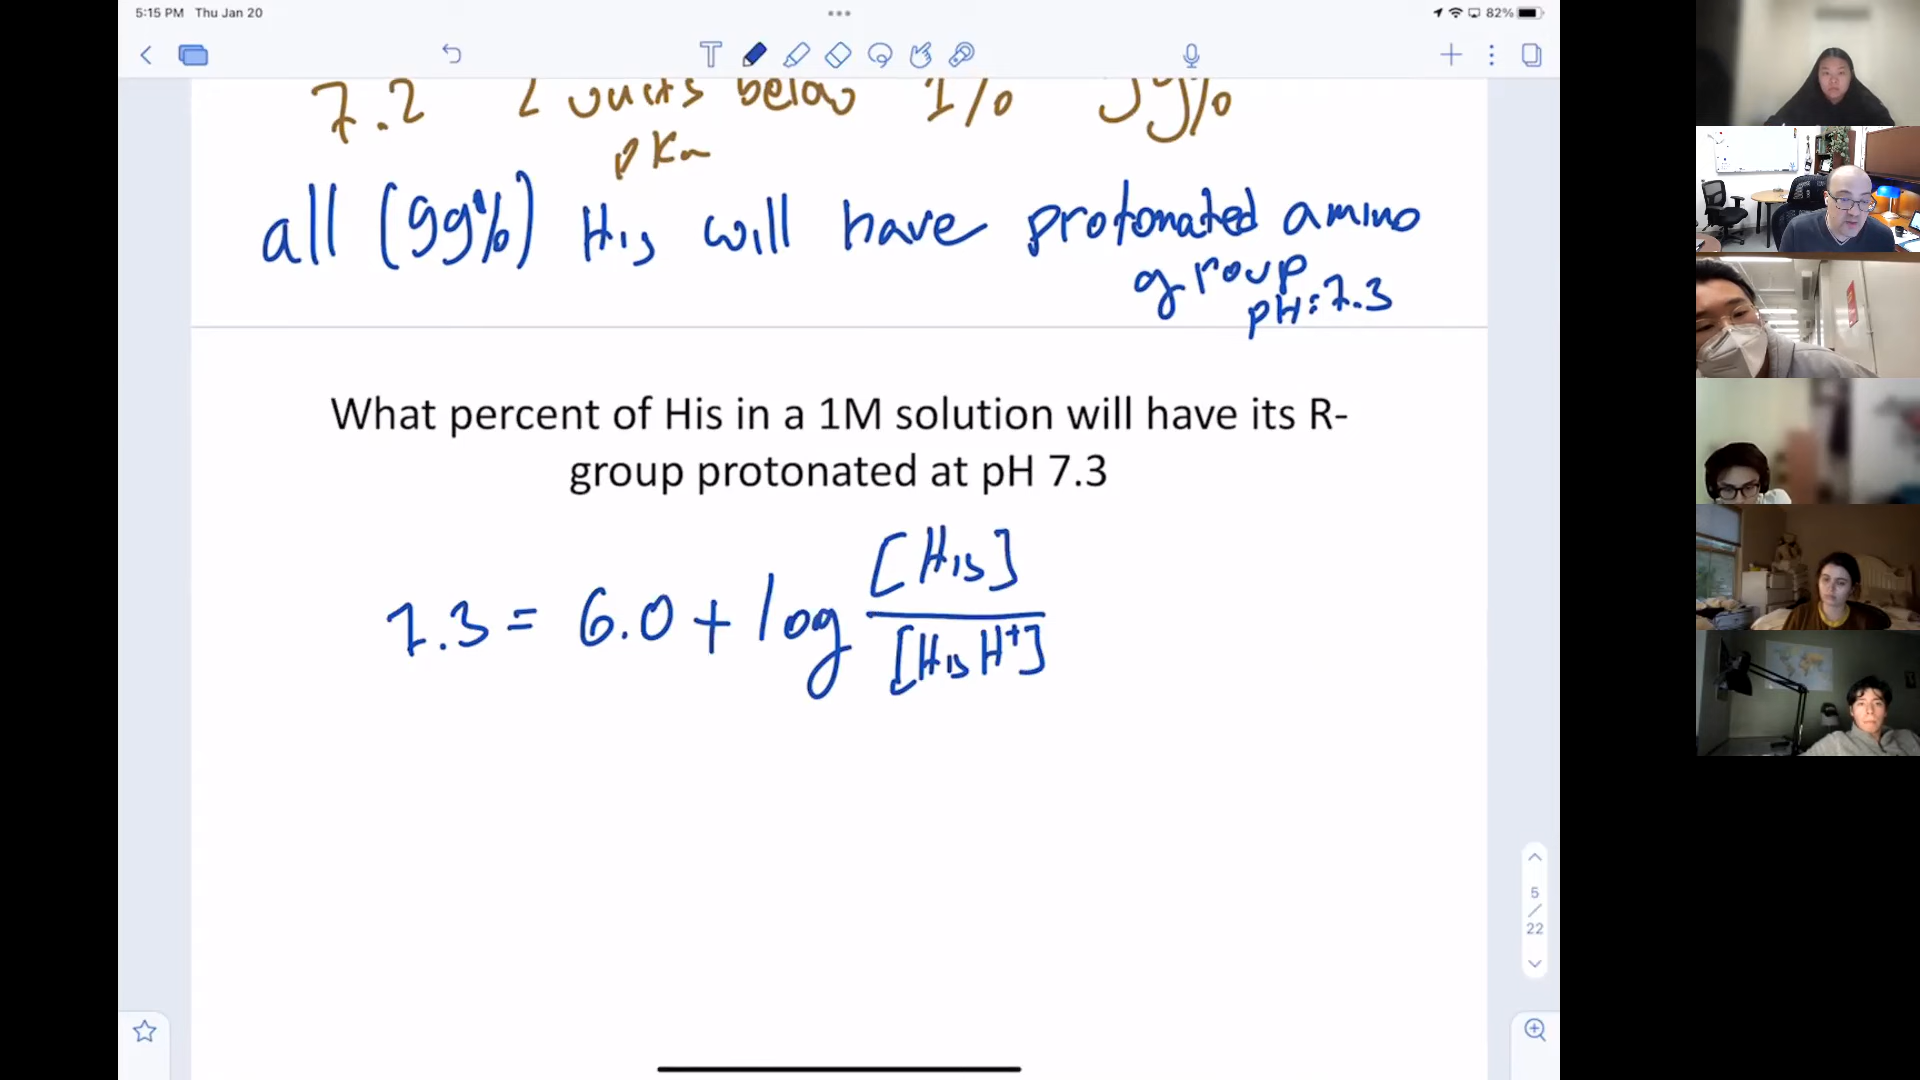 5:15 PM Thu Jan 20
82%
7.2 2 units below 1% 99%
pKa
all (99%) His will have protonated amino
group
pH: 7.3
What percent of His in a 1M solution will have its R-
group protonated at pH 7.3
7.3 = 6.0 + log [His]
[His H+]
5
/
22